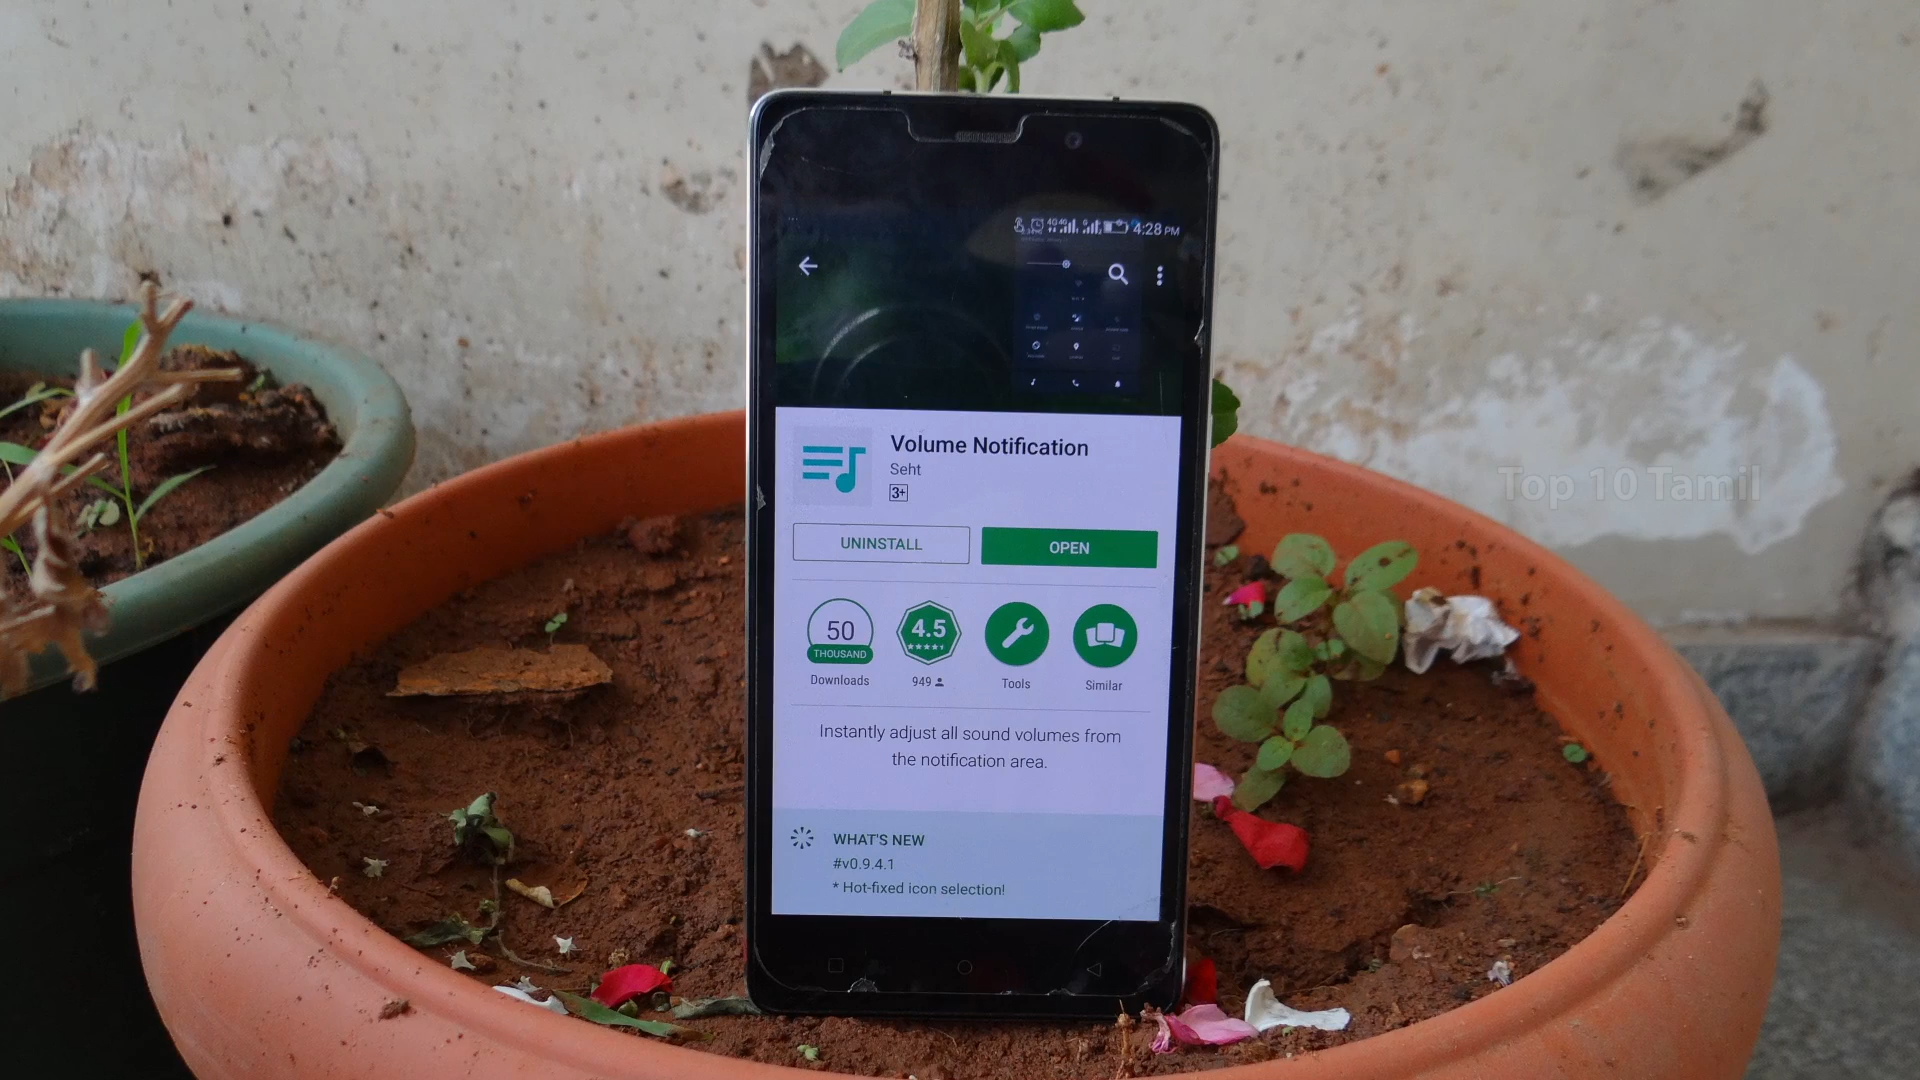 4:28 PM
Volume Notification
Seht
3+
UNINSTALL
OPEN
50
THOUSAND
Downloads
4.5
949
Tools
Similar
Instantly adjust all sound volumes from
the notification area.
WHAT'S NEW
#v0.9.4.1
* Hot-fixed icon selection!
Top 10 Tamil